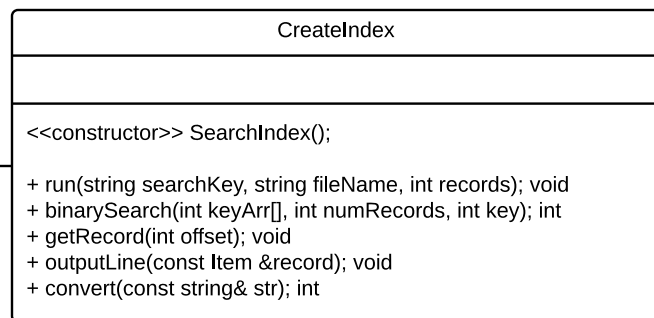 CreateIndex
<<constructor>> SearchIndex();
+ run(string searchKey, string fileName, int records); void
+ binarySearch(int keyArr[], int numRecords, int key); int
+ getRecord(int offset); void
+ outputLine(const Item &record); void
+ convert(const string& str); int